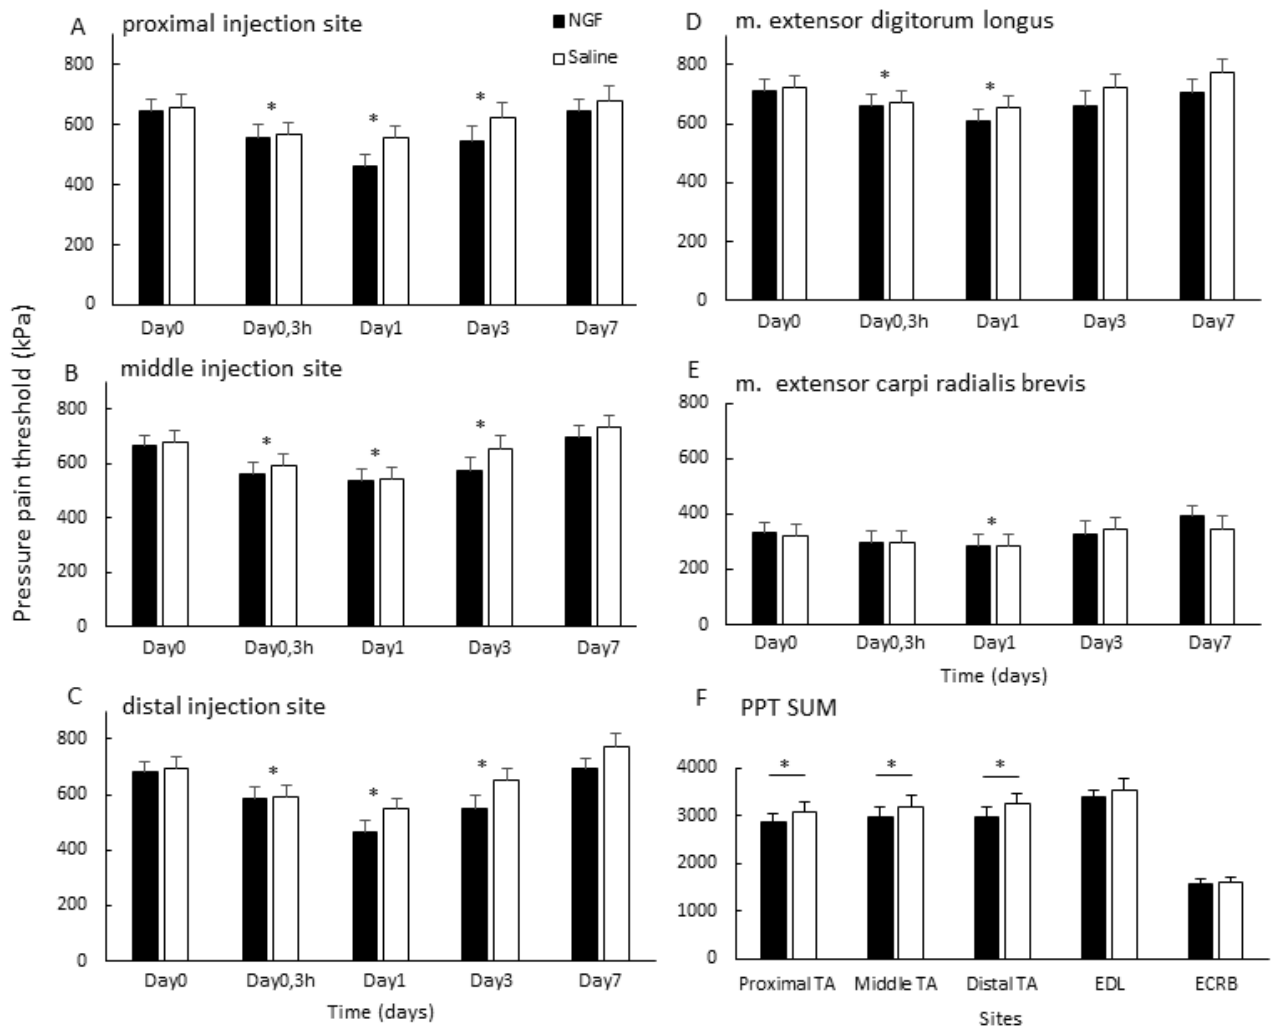 A proximal injection site
NGF
Saline
800
600
400
200
0
* * *
Day0 Day0,3h Day1 Day3 Day7
B middle injection site
800
600
400
200
0
* * *
Day0 Day0,3h Day1 Day3 Day7
C distal injection site
800
600
400
200
0
* * *
Day0 Day0,3h Day1 Day3 Day7
Time (days)
Pressure pain threshold (kPa)
D m. extensor digitorum longus
800
600
400
200
0
* *
Day0 Day0,3h Day1 Day3 Day7
E m. extensor carpi radialis brevis
800
600
400
200
0
*
Day0 Day0,3h Day1 Day3 Day7
Time (days)
F PPT SUM
4000
3000
2000
1000
0
* * *
Proximal TA Middle TA Distal TA EDL ECRB
Sites